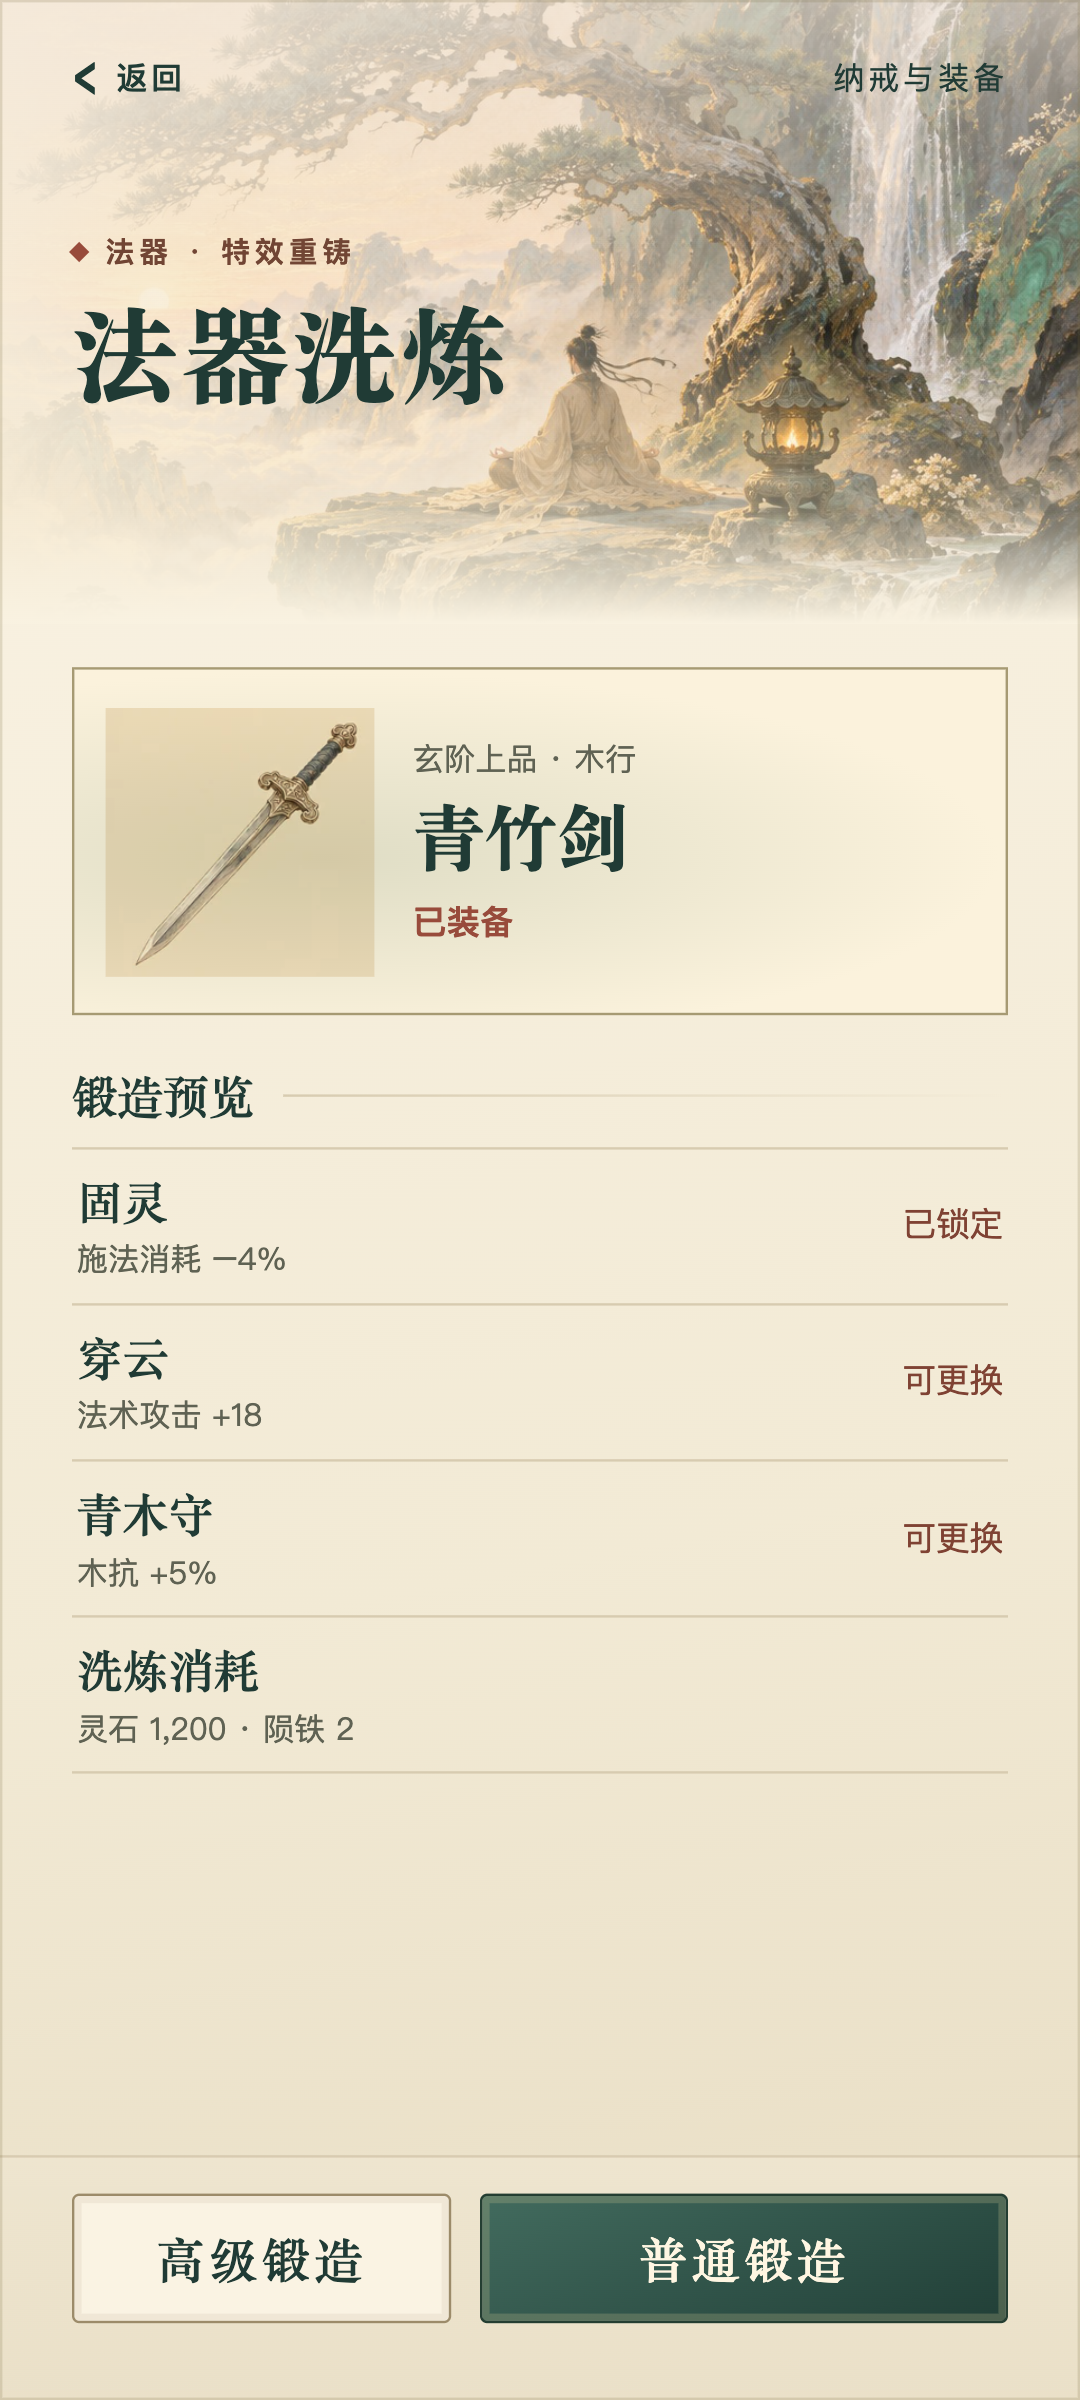 返回
纳戒与装备
法器 · 特效重铸
法器洗炼
玄阶上品 · 木行
青竹剑
已装备
锻造预览
固灵
施法消耗 −4%
已锁定
穿云
法术攻击 +18
可更换
青木守
木抗 +5%
可更换
洗炼消耗
灵石 1,200 · 陨铁 2
高级锻造
普通锻造